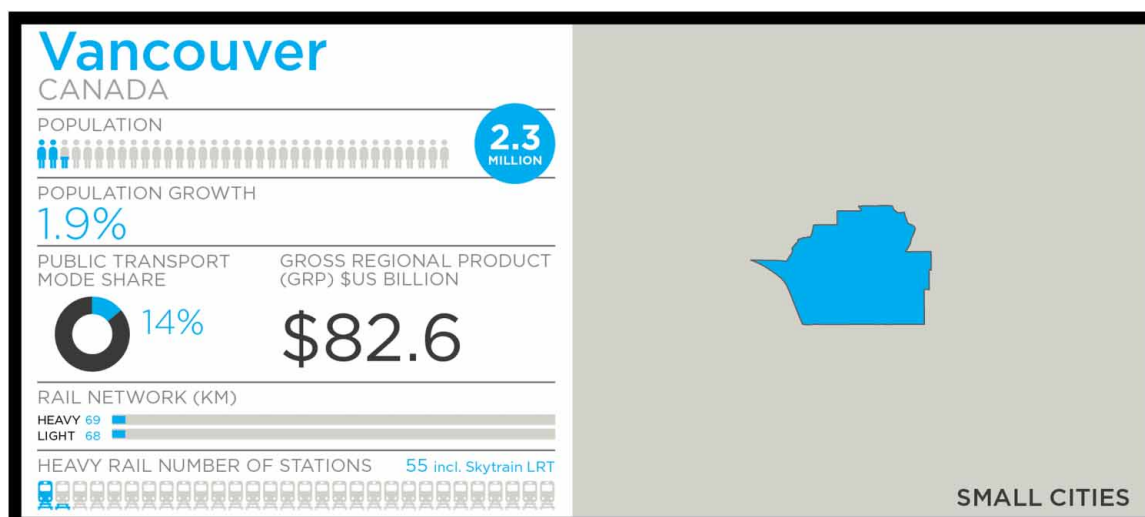 Vancouver
CANADA
POPULATION
2.3
MILLION
POPULATION GROWTH
1.9%
PUBLIC TRANSPORT
MODE SHARE
14%
GROSS REGIONAL PRODUCT
(GRP) $US BILLION
$82.6
RAIL NETWORK (KM)
HEAVY 69
LIGHT 68
HEAVY RAIL NUMBER OF STATIONS 55 incl. Skytrain LRT
SMALL CITIES